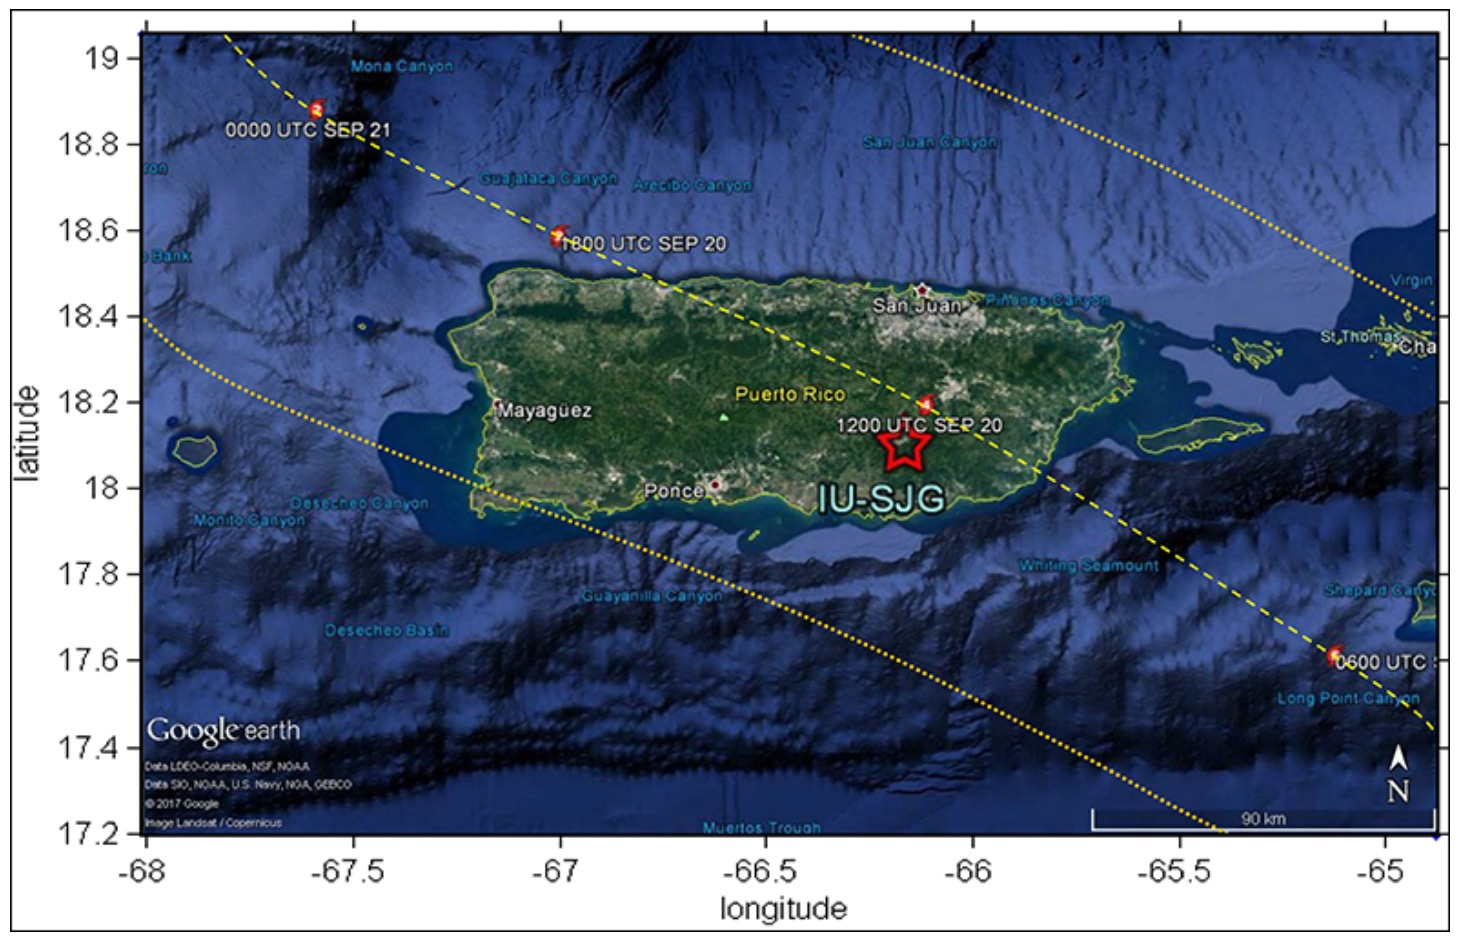 19
18.8
18.6
18.4
18.2
18
17.8
17.6
17.4
17.2
latitude
Mona Canyon
0000 UTC SEP 21
San Juan Canyon
Guajataca Canyon
Arecibo Canyon
1800 UTC SEP 20
Bank
Virgin
San Juan
Piñones Canyon
St Thomas
Cha
Puerto Rico
Mayagüez
1200 UTC SEP 20
Ponce
IU-SJG
Desecheo Canyon
Monito Canyon
Whiting Seamount
Guayanilla Canyon
Shepard Canyo
Desecheo Basin
0600 UTC
Long Point Canyon
Google earth
Data LDEO-Columbia, NSF, NOAA
Data SIO, NOAA, U.S. Navy, NGA, GEBCO
© 2017 Google
Image Landsat / Copernicus
Muertos Trough
N
90 km
-68
-67.5
-67
-66.5
-66
-65.5
-65
longitude